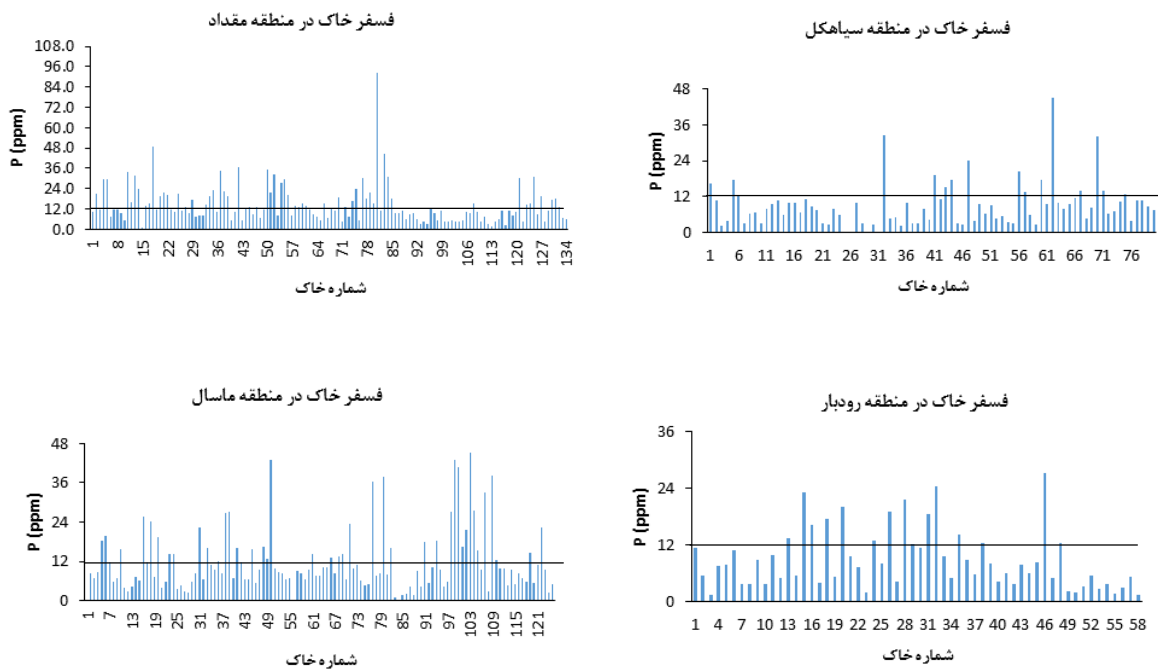 فسفر خاک در منطقه مقداد
P (ppm)
108.0
96.0
84.0
72.0
60.0
48.0
36.0
24.0
12.0
0.0
1 8 15 22 29 36 43 50 57 64 71 78 85 92 99 106 113 120 127 134
شماره خاک
فسفر خاک در منطقه سیاهکل
P (ppm)
48
36
24
12
0
1 6 11 16 21 26 31 36 41 46 51 56 61 66 71 76
شماره خاک
فسفر خاک در منطقه ماسال
P (ppm)
48
36
24
12
0
1 7 13 19 25 31 37 43 49 55 61 67 73 79 85 91 97 103 109 115 121
شماره خاک
فسفر خاک در منطقه رودبار
P (ppm)
36
24
12
0
1 4 7 10 13 16 19 22 25 28 31 34 37 40 43 46 49 52 55 58
شماره خاک